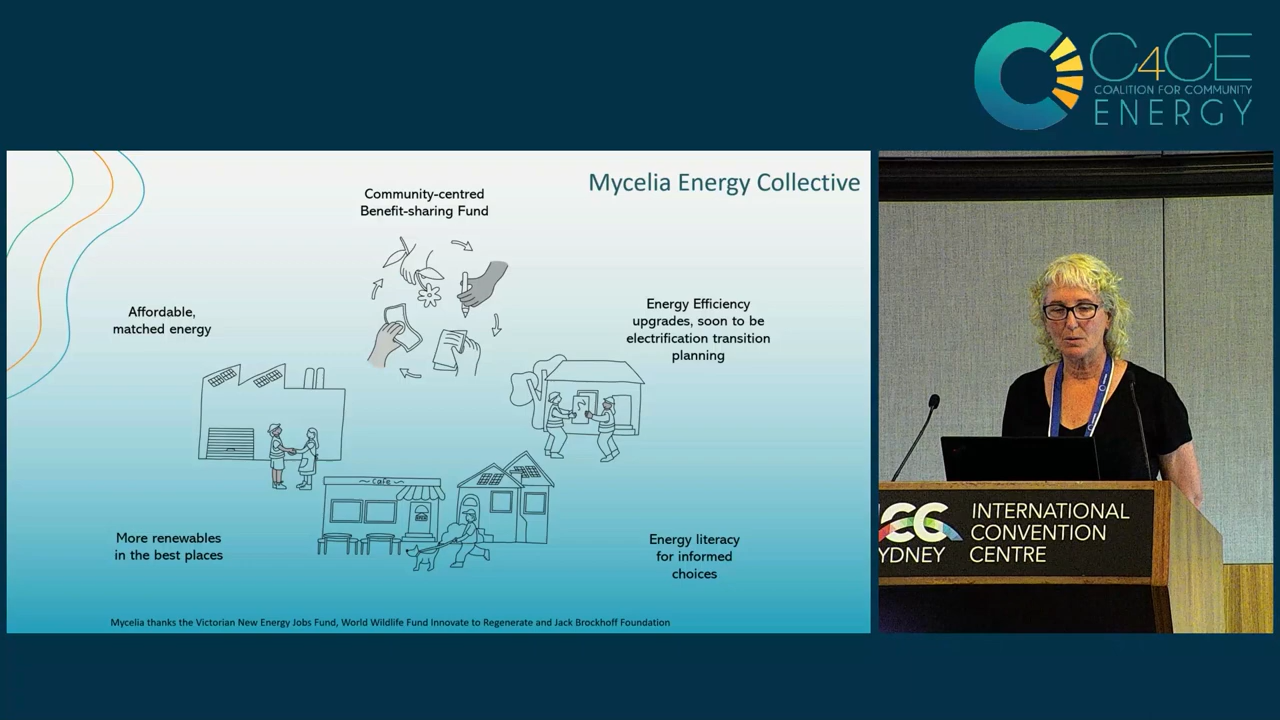 C4CE
COALITION FOR COMMUNITY
ENERGY
Mycelia Energy Collective
Community-centred
Benefit-sharing Fund
Affordable,
matched energy
Energy Efficiency
upgrades, soon to be
electrification transition
planning
Cafe
More renewables
in the best places
Energy literacy
for informed
choices
Mycelia thanks the Victorian New Energy Jobs Fund, World Wildlife Fund Innovate to Regenerate and Jack Brockhoff Foundation
ICC
YDNEY
INTERNATIONAL
CONVENTION
CENTRE